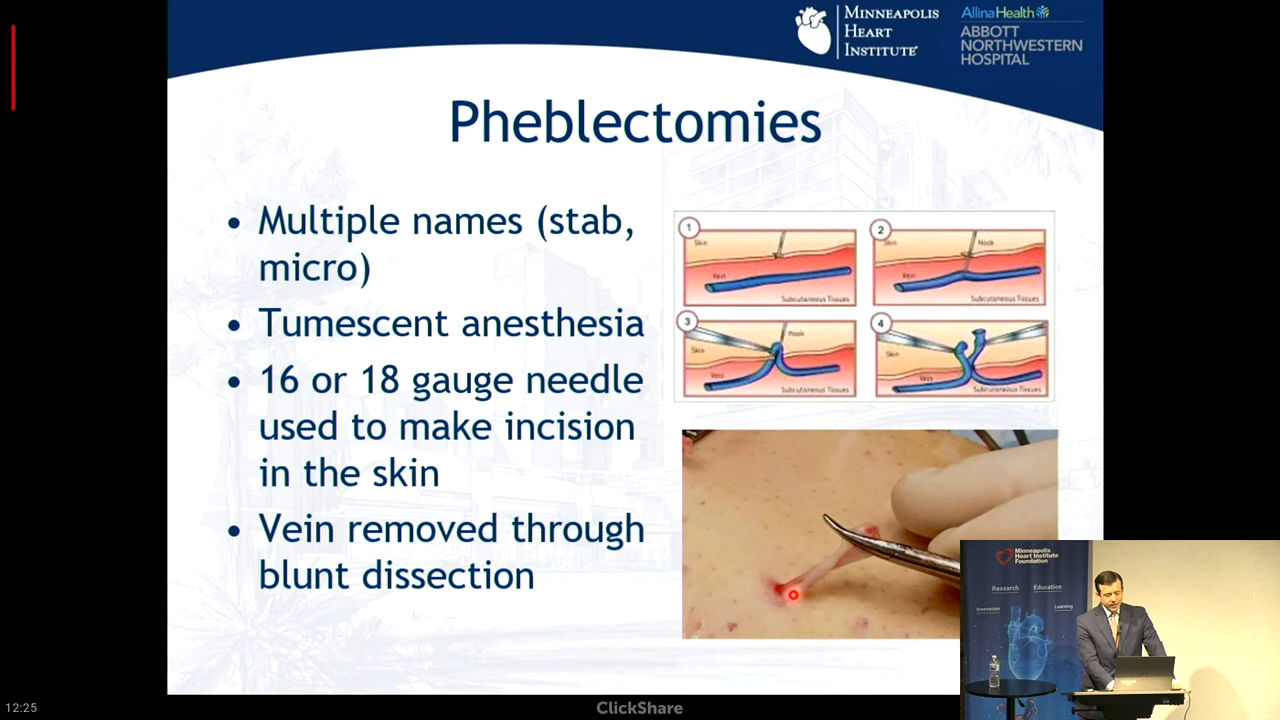 MINNEAPOLIS
HEART
INSTITUTE
AllinaHealth
ABBOTT
NORTHWESTERN
HOSPITAL
Pheblectomies
• Multiple names (stab,
micro)
• Tumescent anesthesia
• 16 or 18 gauge needle
used to make incision
in the skin
• Vein removed through
blunt dissection
1
Skin
Vein
Subcutaneous Tissues
2
Skin
Hook
Vein
Subcutaneous Tissues
3
Hook
Skin
Vein
Subcutaneous Tissues
4
Skin
Vein
Subcutaneous Tissues
Minneapolis
Heart Institute
Foundation
Research Education
Innovation Learning
12:25
ClickShare